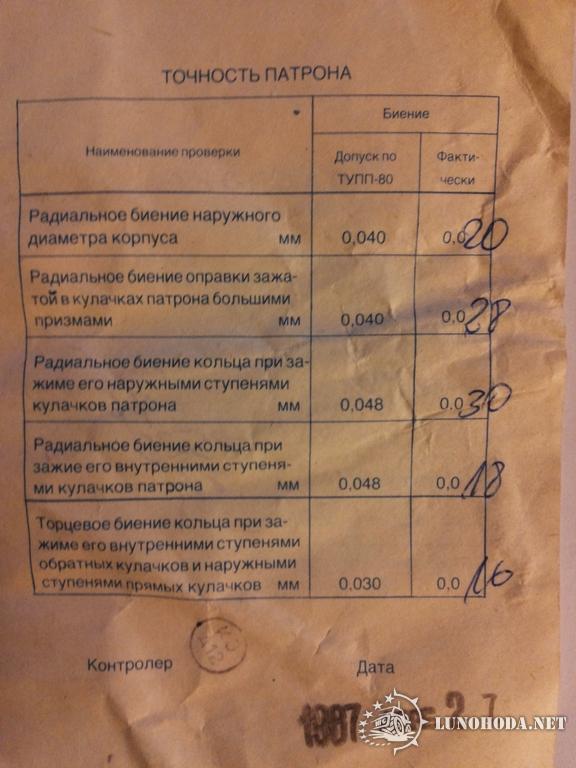 ТОЧНОСТЬ ПАТРОНА
Наименование проверки
Биение
Допуск по
ТУПП-80
Факти-
чески
Радиальное биение наружного
диаметра корпуса мм 0,040 0.020
Радиальное биение оправки зажа-
той в кулачках патрона большими
призмами мм 0,040 0,028
Радиальное биение кольца при за-
жиме его наружными ступенями
кулачков патрона мм 0,048 0.030
Радиальное биение кольца при
зажие его внутренними ступеня-
ми кулачков патрона мм 0,048 0,018
Торцевое биение кольца при за-
жиме его внутренними ступенями
обратных кулачков и наружными
ступенями прямых кулачков мм 0,030 0,016
Контролер Дата
1987 27
LUNOHODA.NET